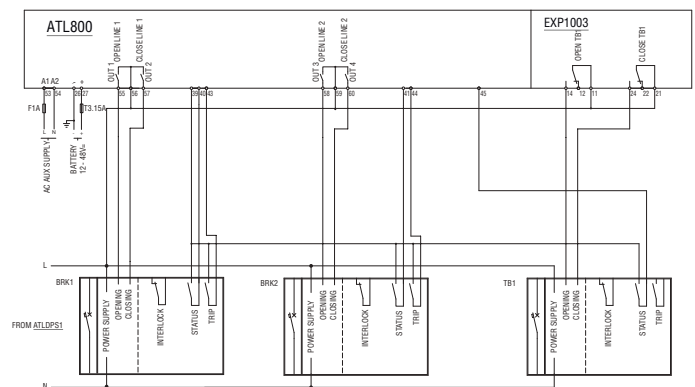 ATL800
EXP1003
OUT 1
OPEN LINE 1
CLOSE LINE 1
OUT 2
OUT 3
OPEN LINE 2
CLOSE LINE 2
OUT 4
OPEN TB1
CLOSE TB1
A1 A2
- +
53 54 26 27 55 56 57 39 40 43 58 59 60 41 44 45 14 12 11 24 22 21
F1A
T3.15A
L N - +
AC AUX SUPPLY
BATTERY
12 - 48V=
L
BRK1
BRK2
TB1
FROM ATLDPS1
POWER SUPPLY
OPENING
CLOSING
INTERLOCK
STATUS
TRIP
POWER SUPPLY
OPENING
CLOSING
INTERLOCK
STATUS
TRIP
POWER SUPPLY
OPENING
CLOSING
INTERLOCK
STATUS
TRIP
N